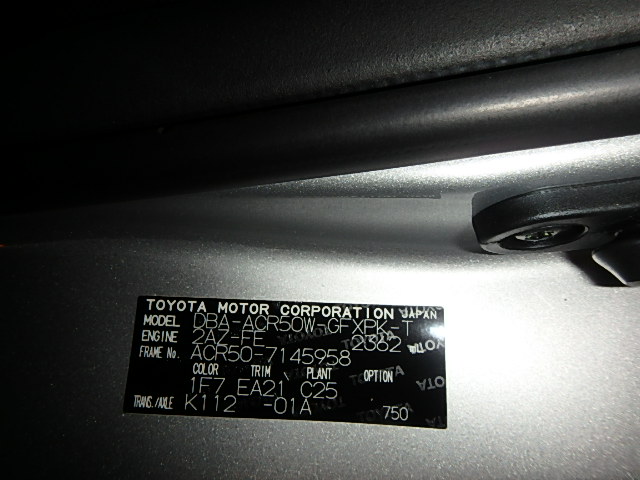 TOYOTA MOTOR CORPORATION JAPAN
MODEL DBA-ACR50W-GFXPK-T
ENGINE 2AZ-FE 2362
FRAME No. ACR50-7145958
COLOR TRIM PLANT OPTION
1F7 EA21 C25
TRANS./AXLE K112 -01A 750